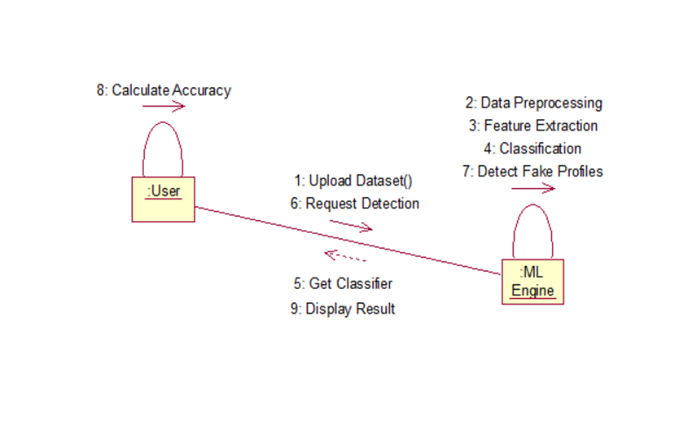 8: Calculate Accuracy
2: Data Preprocessing
3: Feature Extraction
4: Classification
7: Detect Fake Profiles
:User
1: Upload Dataset()
6: Request Detection
:ML
Engine
5: Get Classifier
9: Display Result